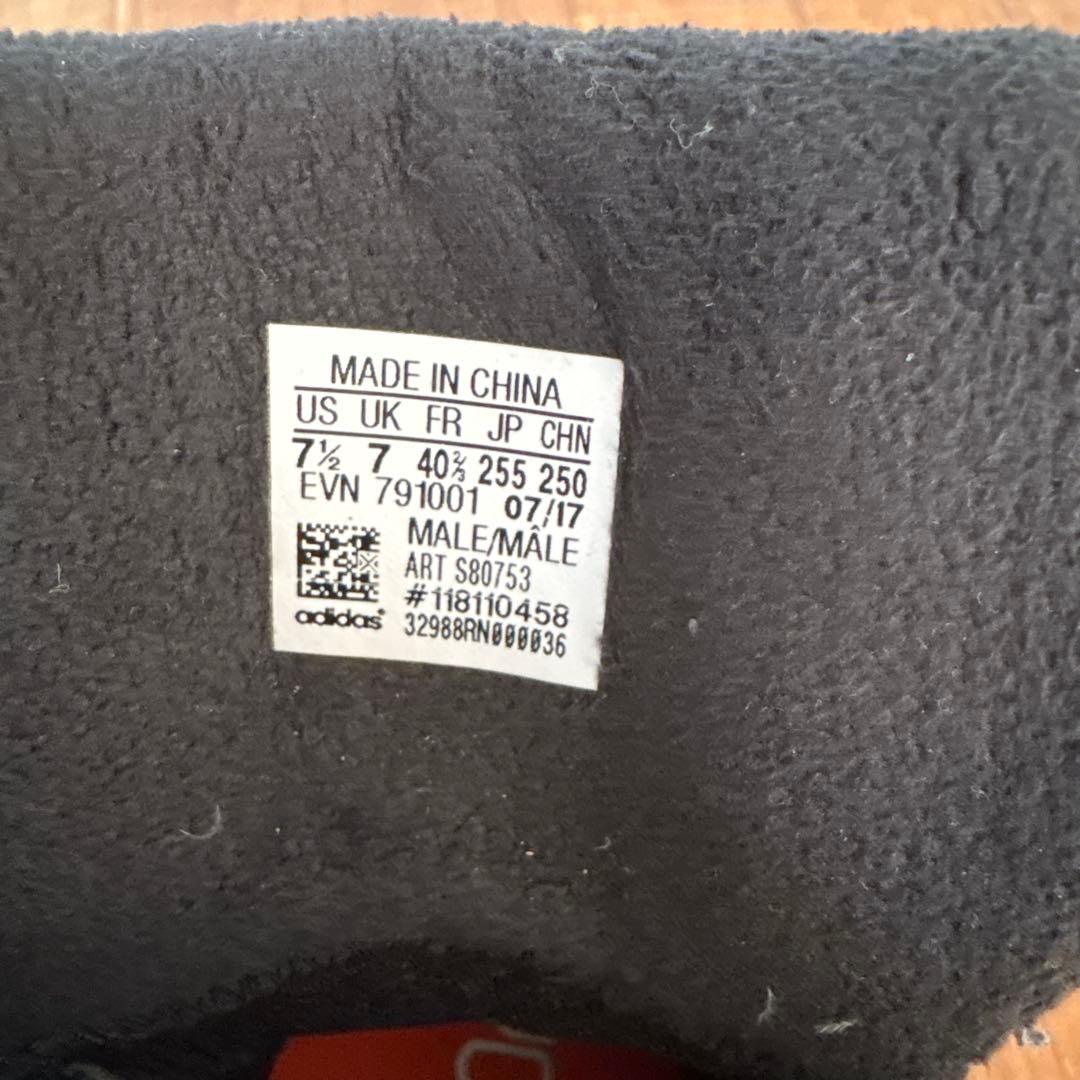 MADE IN CHINA
US UK FR JP CHN
7½ 7 40⅔ 255 250
EVN 791001 07/17
MALE/MÂLE
ART S80753
#118110458
adidas 32988RN000036